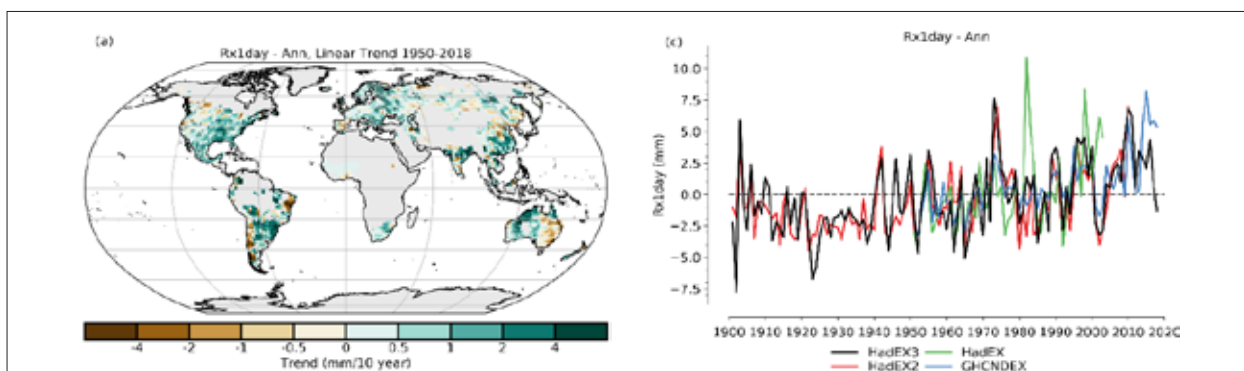 (a)
Rx1day - Ann, Linear Trend 1950-2018
-4 -2 -1 -0.5 0 0.5 1 2 4
Trend (mm/10 year)
(c)
Rx1day - Ann
Rx1day (mm)
10.0
7.5
5.0
2.5
0.0
−2.5
−5.0
−7.5
1900 1910 1920 1930 1940 1950 1960 1970 1980 1990 2000 2010 202C
HadEX3 HadEX
HadEX2 GHCNDEX